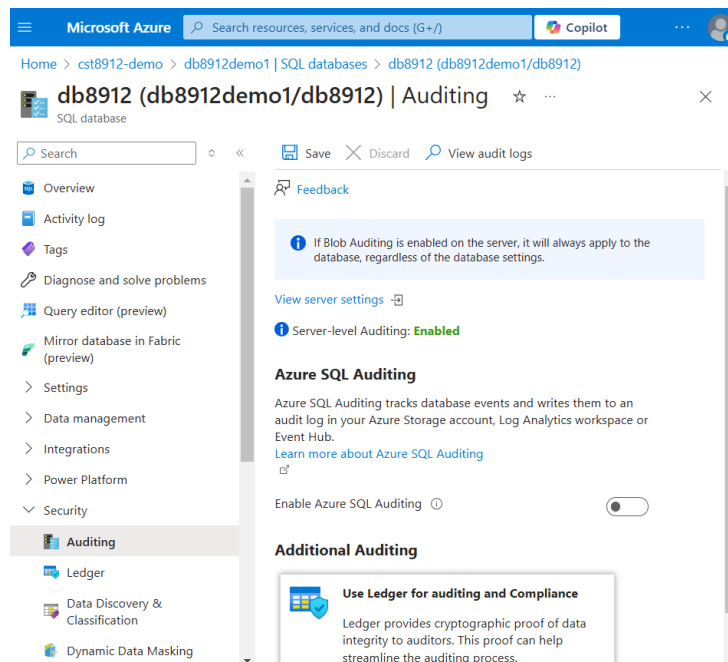 Microsoft Azure
Search resources, services, and docs (G+/)
Copilot
...
Home > cst8912-demo > db8912demo1 | SQL databases > db8912 (db8912demo1/db8912)
db8912 (db8912demo1/db8912) | Auditing
...
SQL database
Search
Save
Discard
View audit logs
Overview
Activity log
Tags
Diagnose and solve problems
Query editor (preview)
Mirror database in Fabric
(preview)
Settings
Data management
Integrations
Power Platform
Security
Auditing
Ledger
Data Discovery &
Classification
Dynamic Data Masking
Feedback
If Blob Auditing is enabled on the server, it will always apply to the
database, regardless of the database settings.
View server settings
Server-level Auditing: Enabled
Azure SQL Auditing
Azure SQL Auditing tracks database events and writes them to an
audit log in your Azure Storage account, Log Analytics workspace or
Event Hub.
Learn more about Azure SQL Auditing
Enable Azure SQL Auditing
Additional Auditing
Use Ledger for auditing and Compliance
Ledger provides cryptographic proof of data
integrity to auditors. This proof can help
streamline the auditing process.